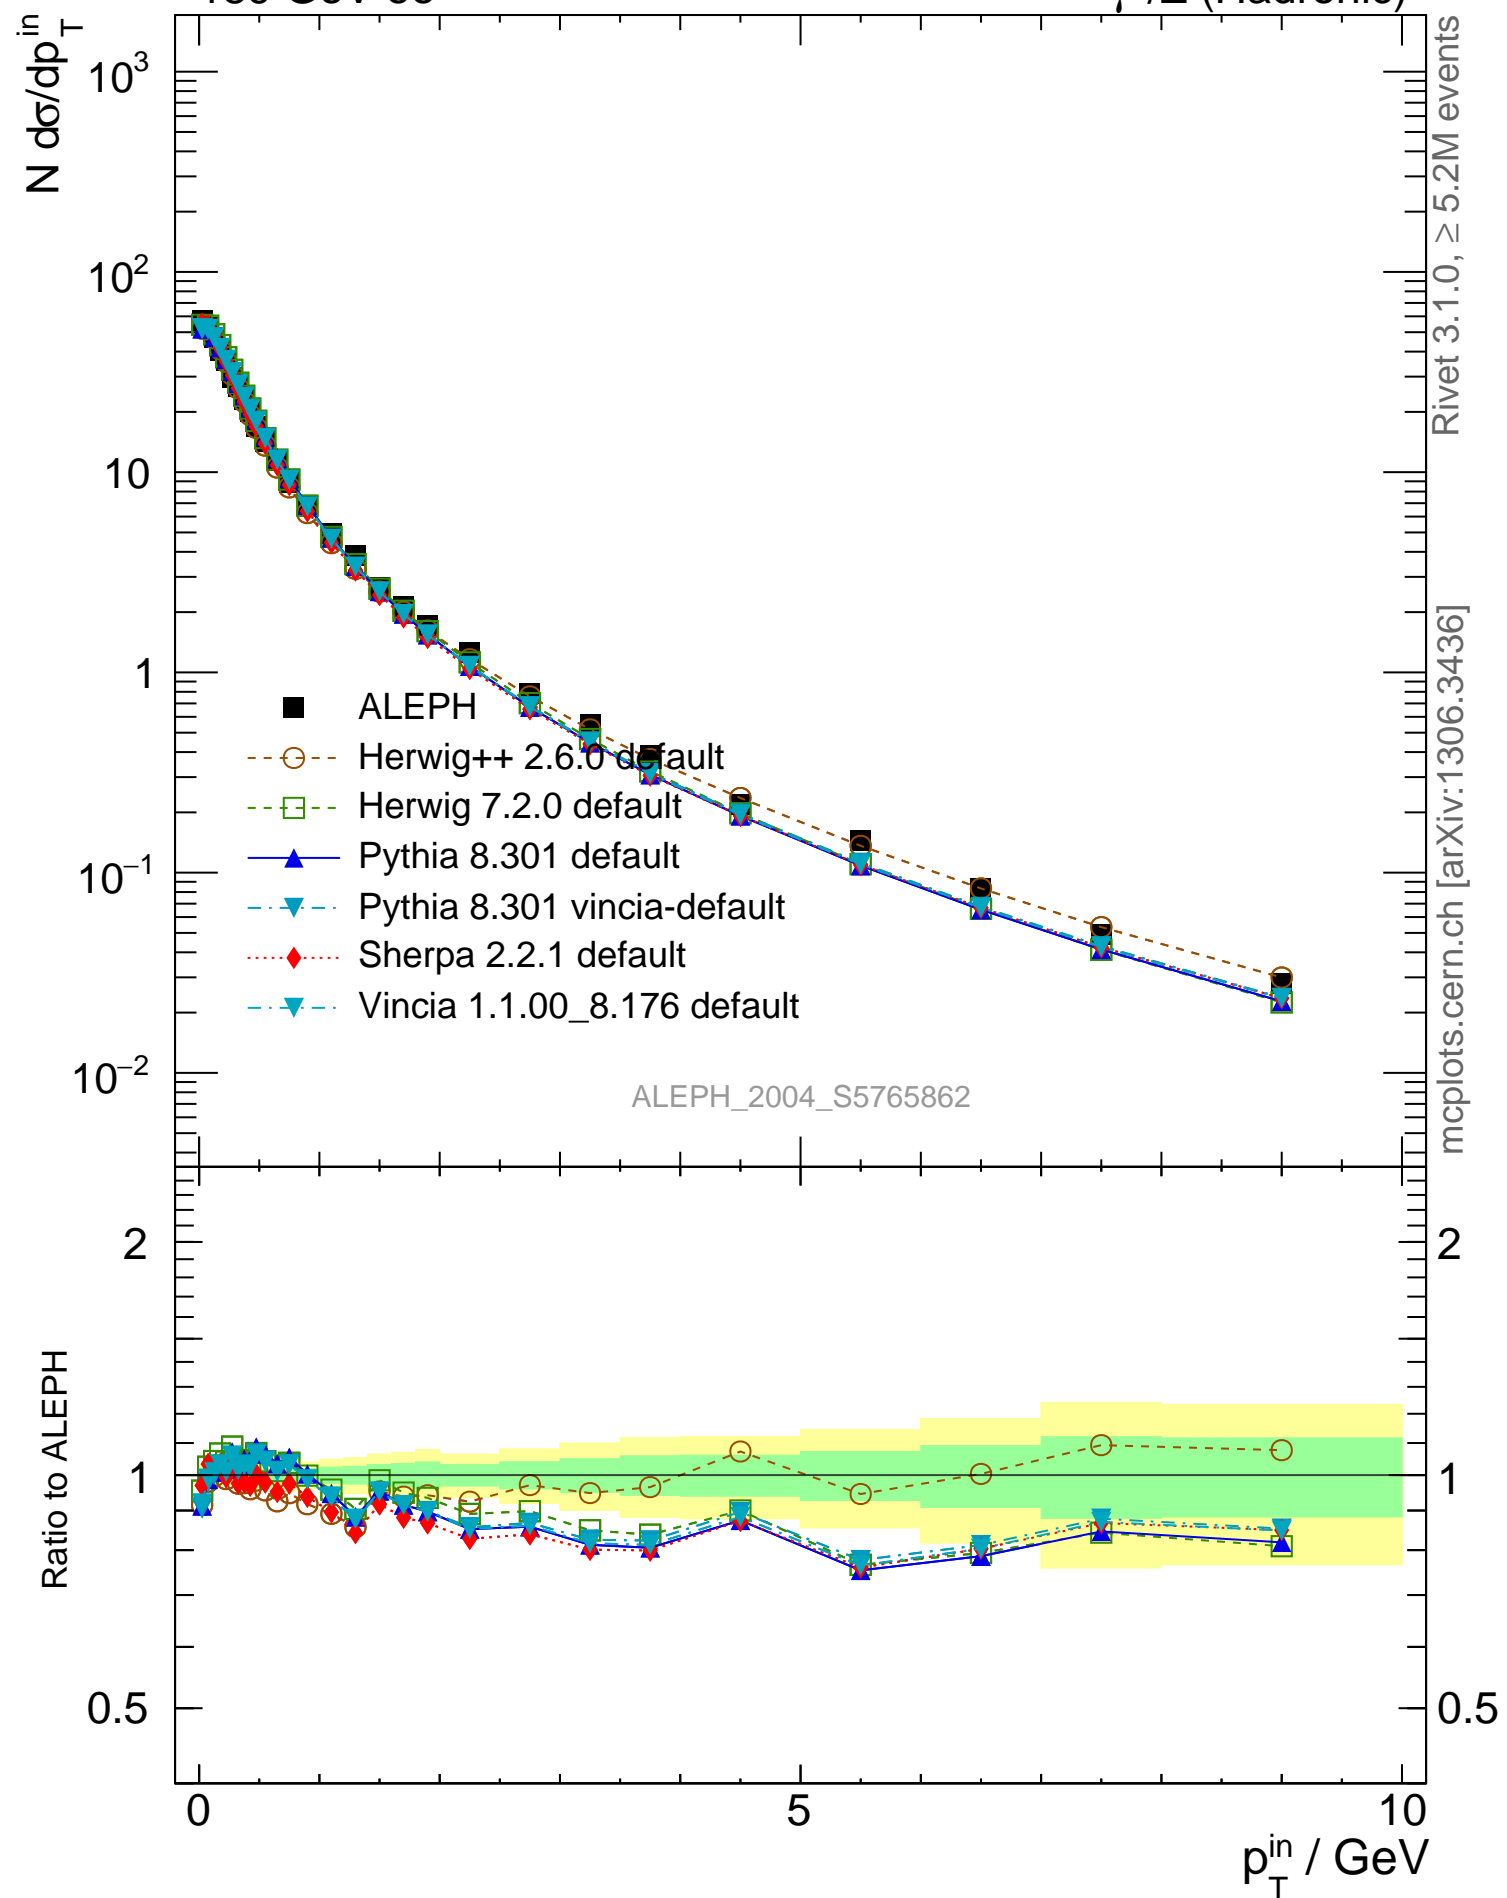 N dσ/dp_T^in
10^3
10^2
10
1
10^−1
10^−2
ALEPH
Herwig++ 2.6.0 default
Herwig 7.2.0 default
Pythia 8.301 default
Pythia 8.301 vincia-default
Sherpa 2.2.1 default
Vincia 1.1.00_8.176 default
ALEPH_2004_S5765862
Rivet 3.1.0, ≥ 5.2M events
mcplots.cern.ch [arXiv:1306.3436]
Ratio to ALEPH
2
1
0.5
2
1
0.5
0
5
10
p_T^in / GeV